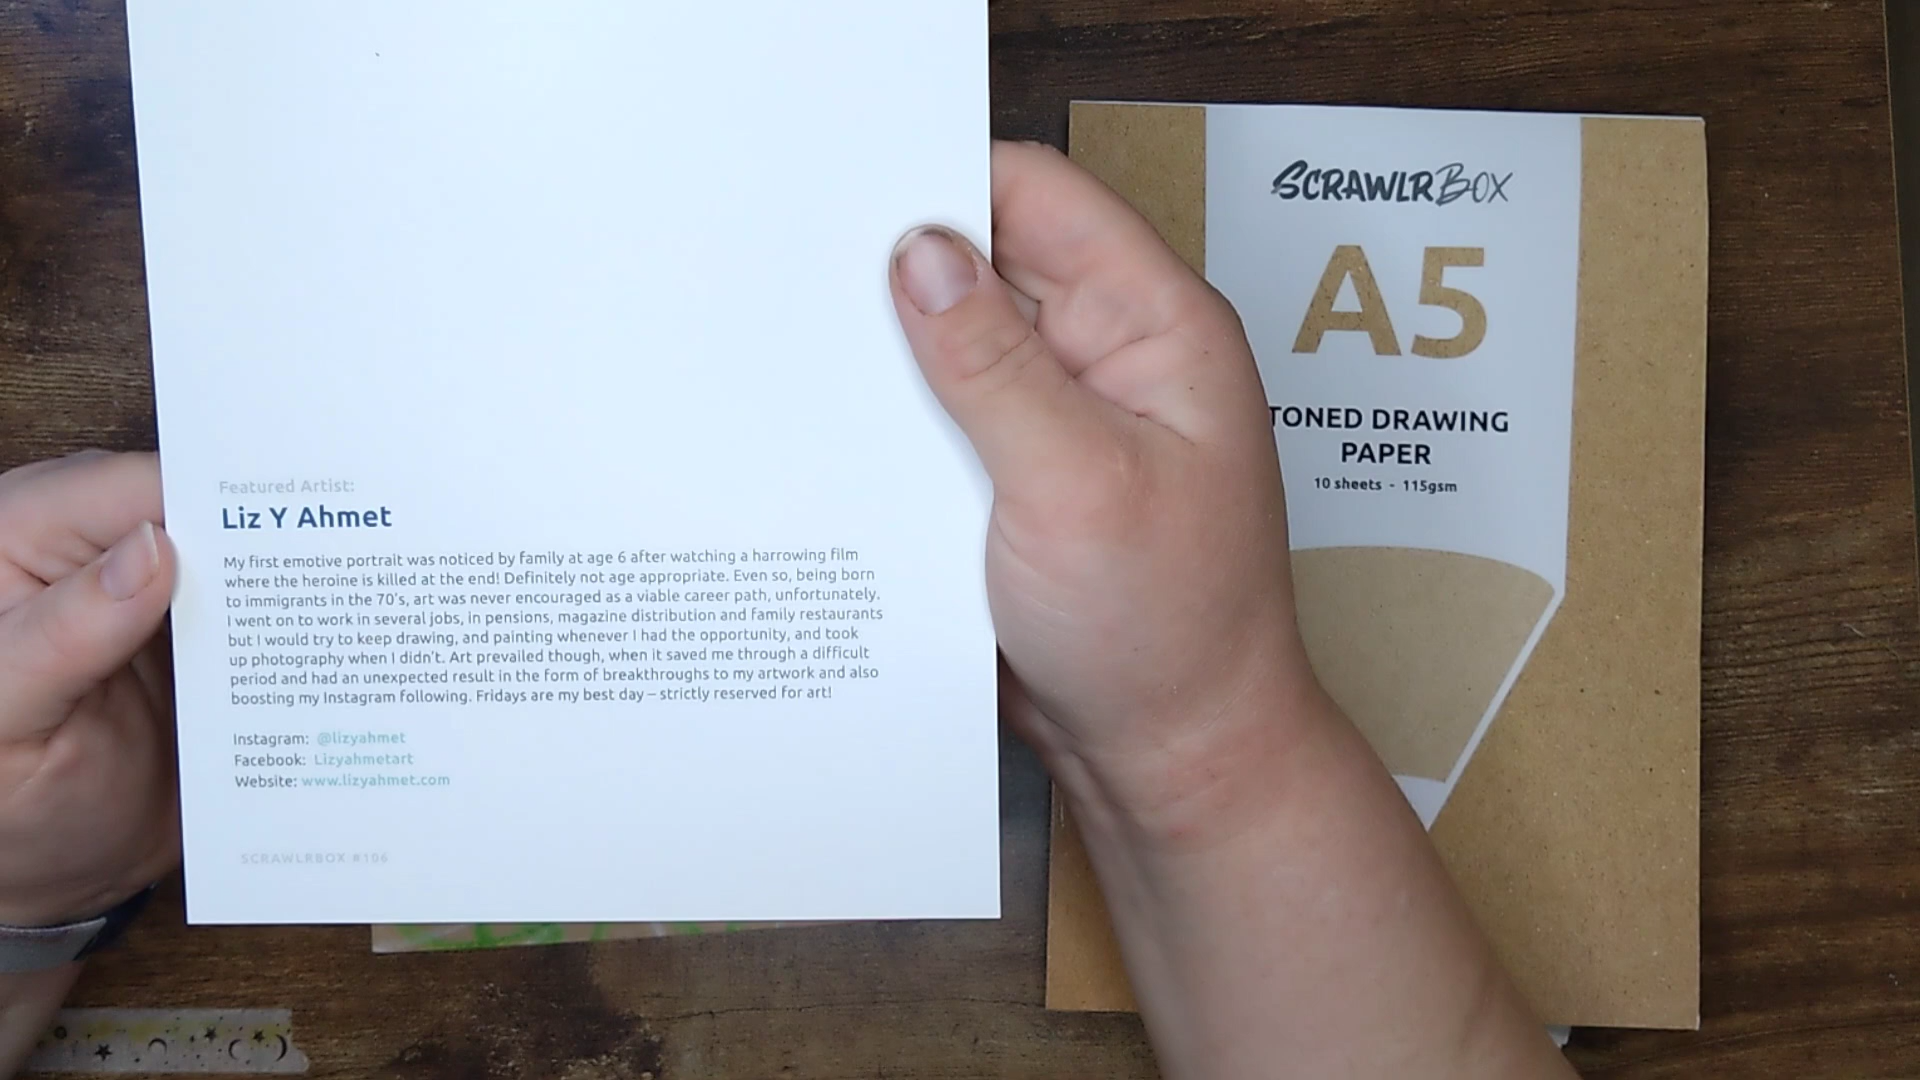 Featured Artist:
Liz Y Ahmet
My first emotive portrait was noticed by family at age 6 after watching a harrowing film
where the heroine is killed at the end! Definitely not age appropriate. Even so, being born
to immigrants in the 70's, art was never encouraged as a viable career path, unfortunately.
I went on to work in several jobs, in pensions, magazine distribution and family restaurants
but I would try to keep drawing, and painting whenever I had the opportunity, and took
up photography when I didn't. Art prevailed though, when it saved me through a difficult
period and had an unexpected result in the form of breakthroughs to my artwork and also
boosting my Instagram following. Fridays are my best day – strictly reserved for art!
Instagram: @lizyahmet
Facebook: Lizyahmetart
Website: www.lizyahmet.com
SCRAWLRBOX #106
SCRAWLRBOX
A5
TONED DRAWING
PAPER
10 sheets - 115gsm